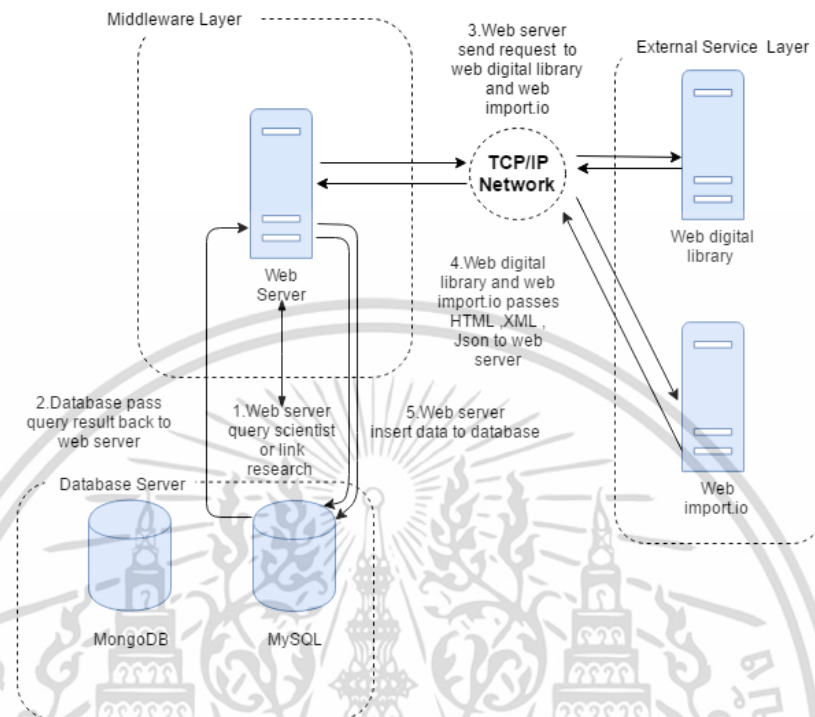 Middleware Layer
3.Web server
send request to
web digital library
and web
import.io
External Service Layer
TCP/IP
Network
Web digital
library
Web
Server
4.Web digital
library and web
import.io passes
HTML ,XML ,
Json to web
server
2.Database pass
query result back to
web server
1.Web server
query scientist
or link
research
5.Web server
insert data to database
Web
import.io
Database Server
MongoDB
MySQL